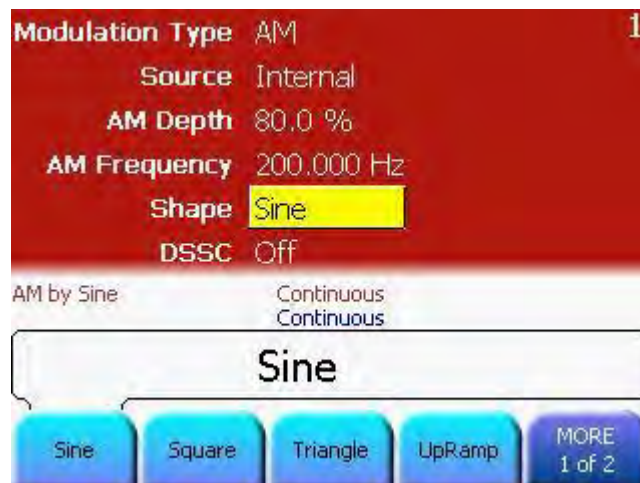 Modulation Type AM 1
Source Internal
AM Depth 80.0 %
AM Frequency 200.000 Hz
Shape Sine
DSSC Off
AM by Sine Continuous
Continuous
Sine
Sine Square Triangle UpRamp MORE
1 of 2